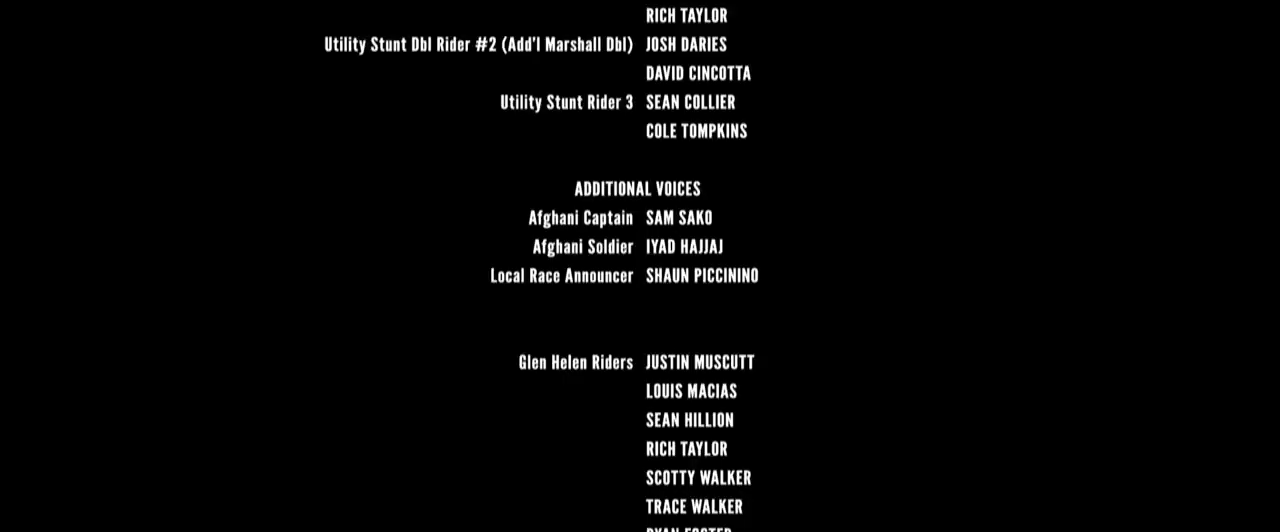 RICH TAYLOR
Utility Stunt Dbl Rider #2 (Add'l Marshall Dbl) JOSH DARIES
DAVID CINCOTTA
Utility Stunt Rider 3 SEAN COLLIER
COLE TOMPKINS
ADDITIONAL VOICES
Afghani Captain SAM SAKO
Afghani Soldier IYAD HAJJAJ
Local Race Announcer SHAUN PICCININO
Glen Helen Riders JUSTIN MUSCUTT
LOUIS MACIAS
SEAN HILLION
RICH TAYLOR
SCOTTY WALKER
TRACE WALKER